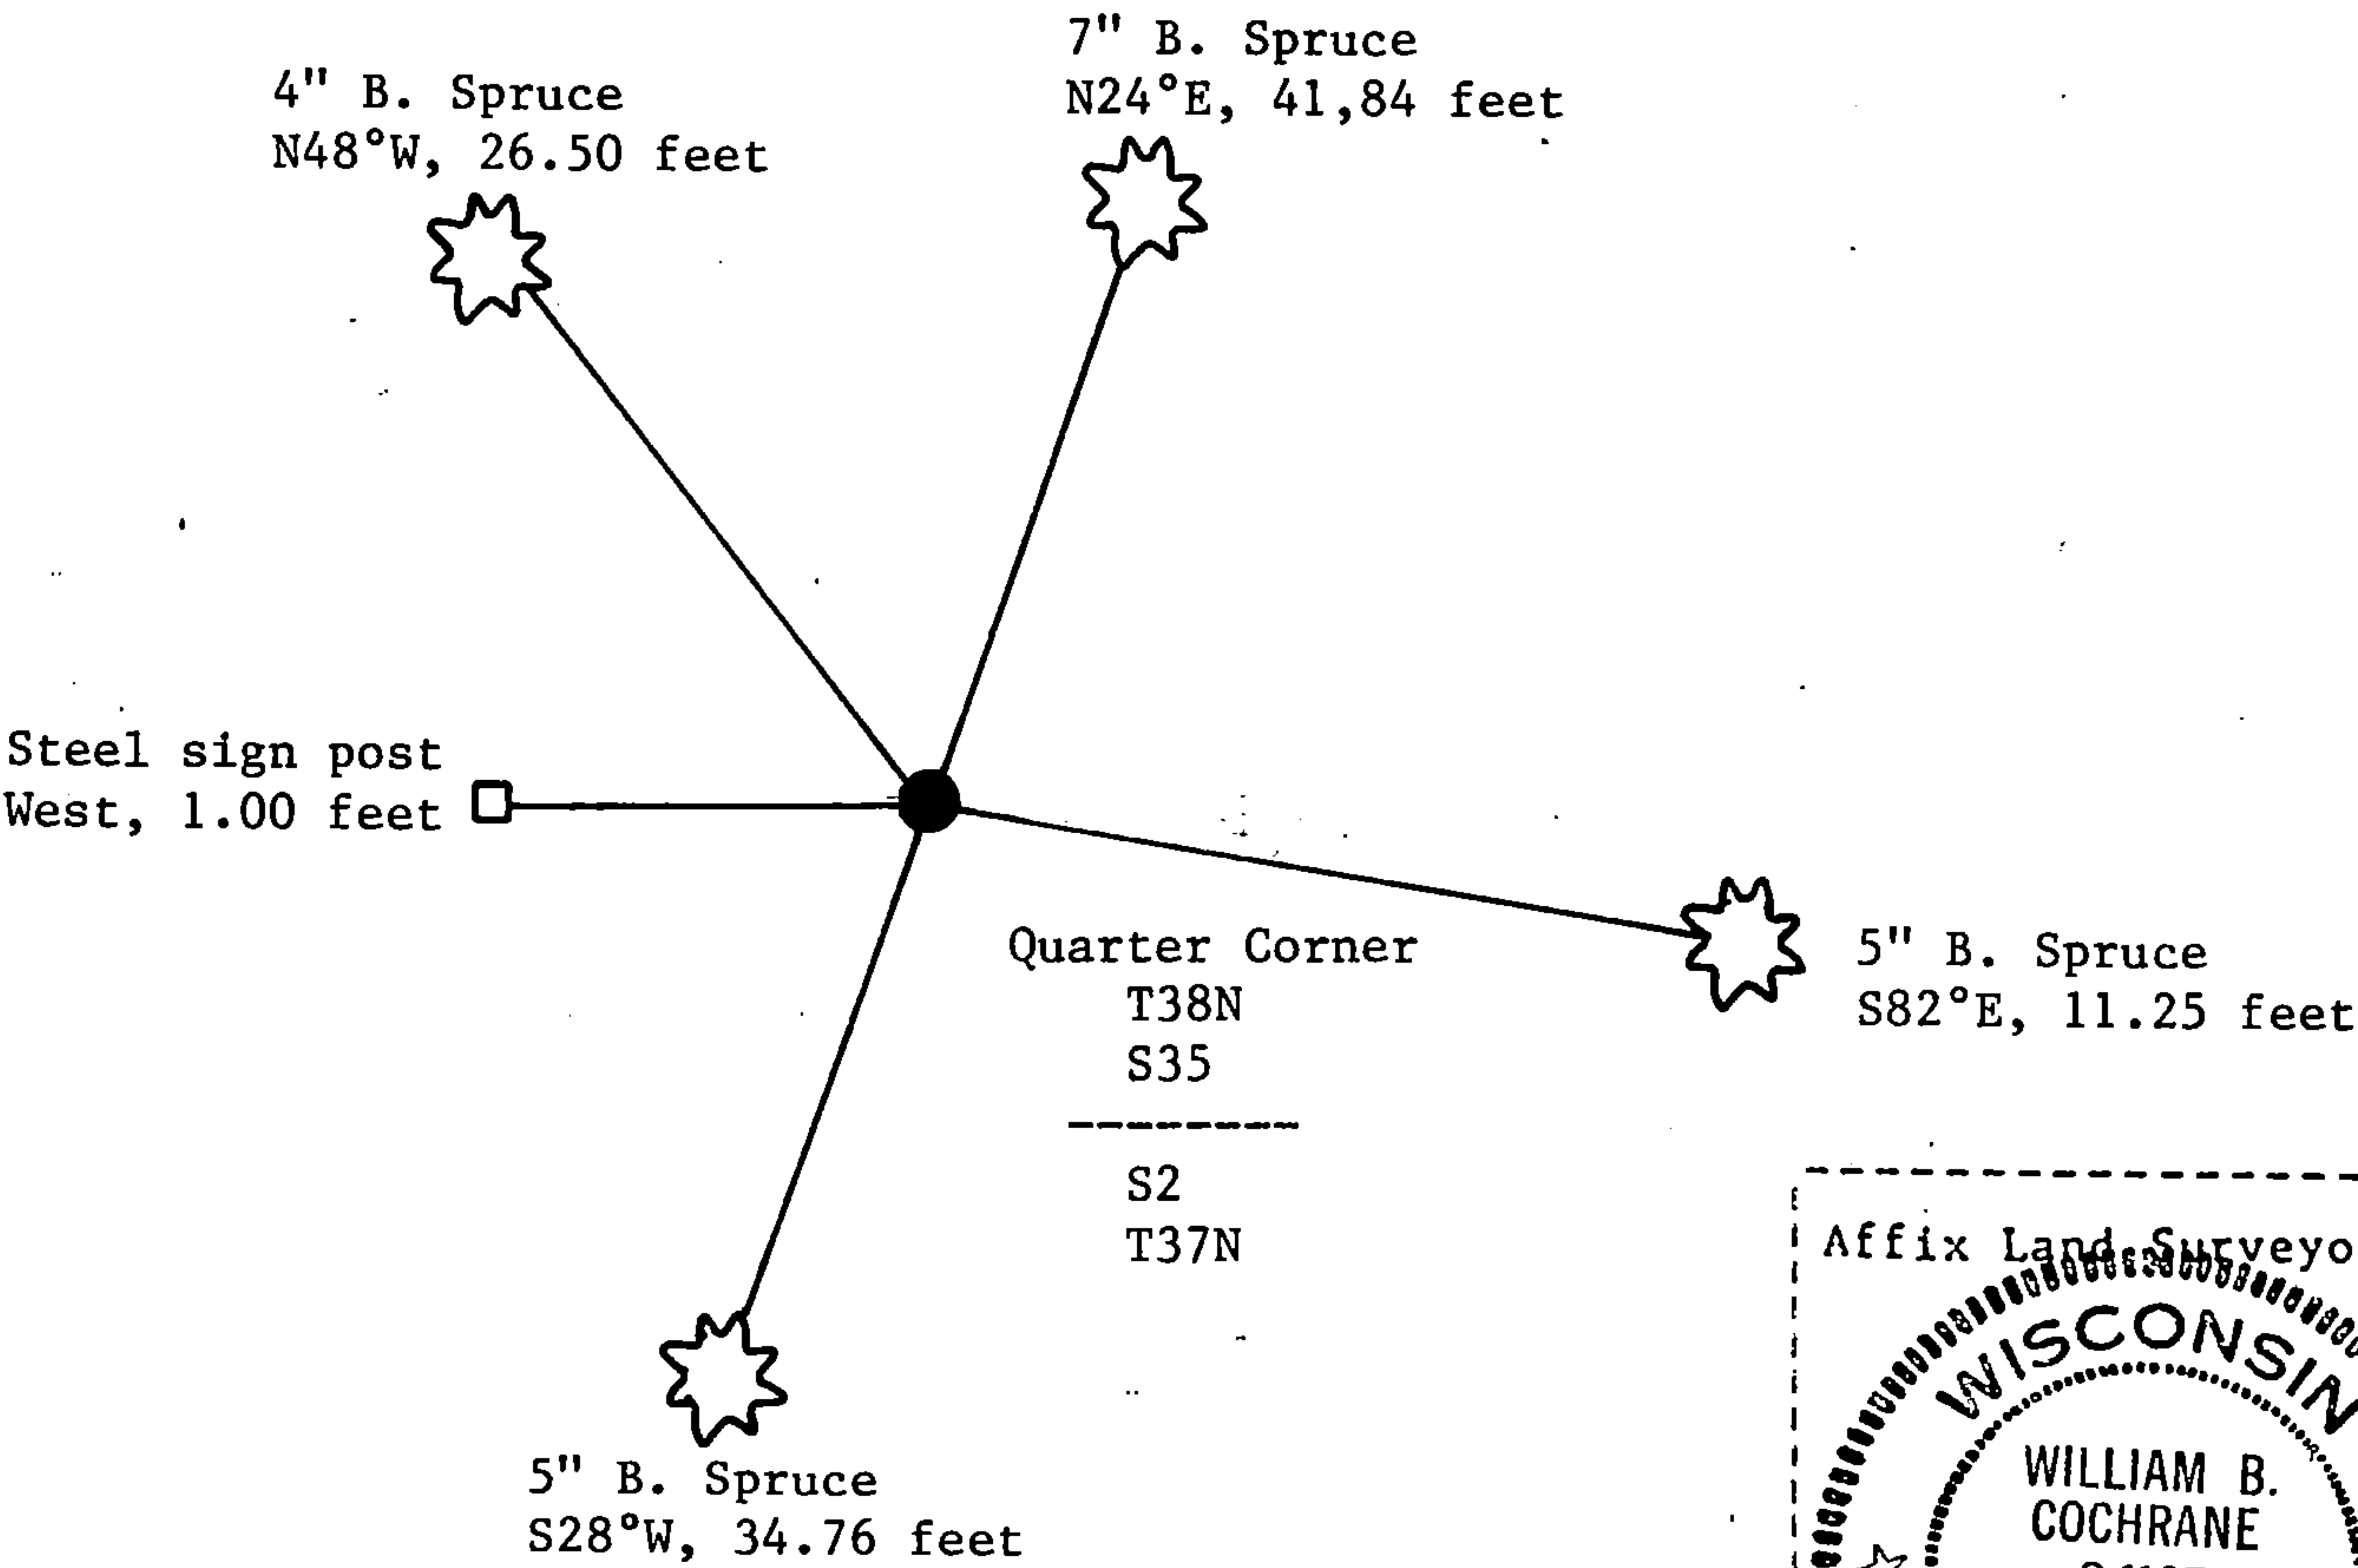 7" B. Spruce
N24°E, 41,84 feet
4" B. Spruce
N48°W, 26.50 feet
Steel sign post
West, 1.00 feet
Quarter Corner
T38N
S35
---------
S2
T37N
5" B. Spruce
S82°E, 11.25 feet
5" B. Spruce
S28°W, 34.76 feet
Affix Land Surveyo
WISCONSIN
WILLIAM B.
COCHRANE